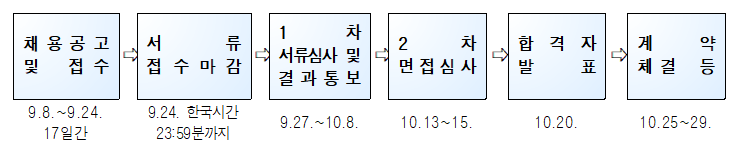 채용공고
및 접수
서류
접수마감
1차
서류심사 및
결과통보
2차
면접심사
합격자
발표
계약
체결 등
9.8.~9.24.
17일간
9.24. 한국시간
23:59분까지
9.27.~10.8.
10.13~15.
10.20.
10.25~29.